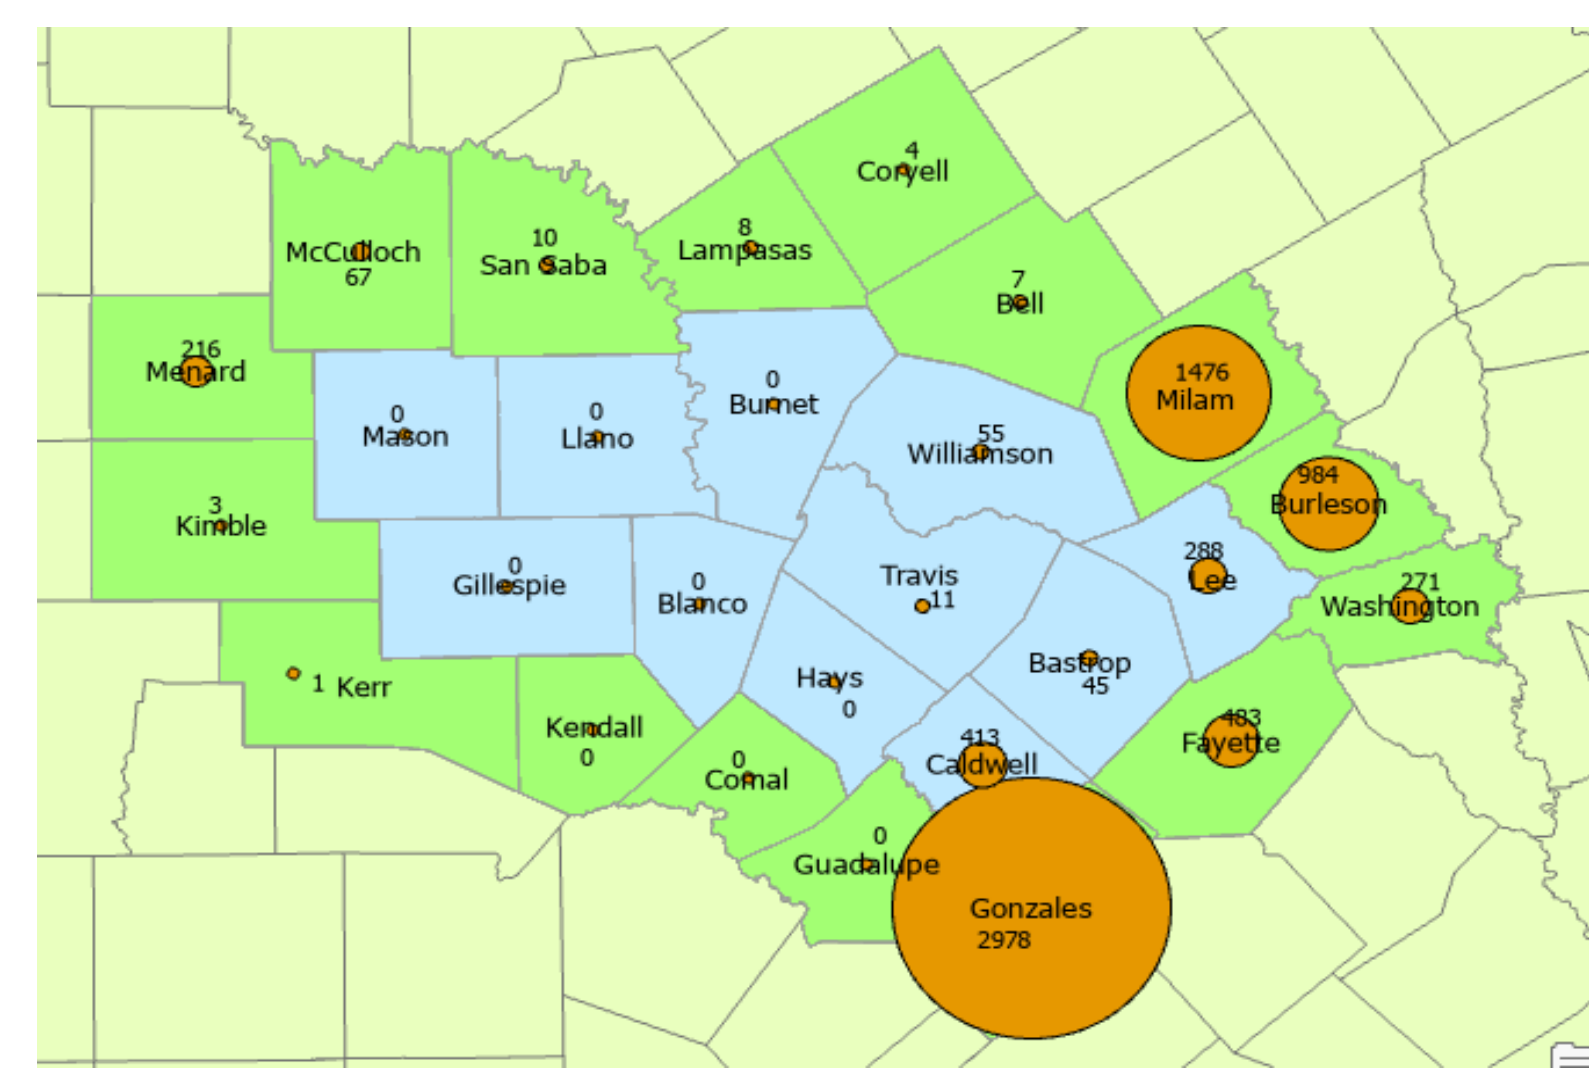 4
Coryell
8
Lampasas
10
San Saba
McCulloch
67
7
Bell
216
Menard
1476
Milam
0
Burnet
0
Mason
0
Llano
55
Williamson
984
Burleson
3
Kimble
288
Lee
0
Gillespie
0
Blanco
Travis
11
271
Washington
1 Kerr
Hays
0
Bastrop
45
Kendall
0
483
Fayette
413
Caldwell
0
Comal
0
Guadalupe
Gonzales
2978